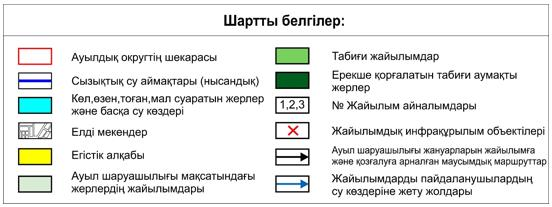 Шартты белгілер:
Ауылдық округтің шекарасы
Сызықтық су аймақтары (нысандық)
Көл,өзен,тоған,мал суаратын жерлер
және басқа су көздері
Елді мекендер
Егістік алқабы
Ауыл шаруашылығы мақсатындағы
жерлердің жайылымдары
Табиғи жайылымдар
Ерекше қорғалатын табиғи аумақты
жерлер
1,2,3
№ Жайылым айналымдары
Жайылымдық инфрақұрылым объектілері
Ауыл шаруашылығы жануарларын жайылымға
және қозғалуға арналған маусымдық маршруттар
Жайылымдарды пайдаланушылардың
су көздеріне жету жолдары